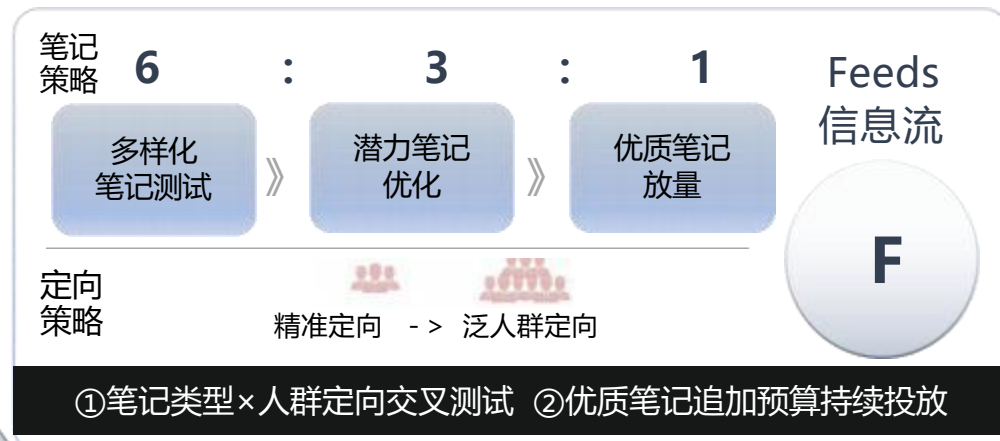 笔记
策略
6 : 3 : 1
多样化
笔记测试
》
潜力笔记
优化
》
优质笔记
放量
Feeds
信息流
F
定向
策略
精准定向 - > 泛人群定向
①笔记类型×人群定向交叉测试 ②优质笔记追加预算持续投放